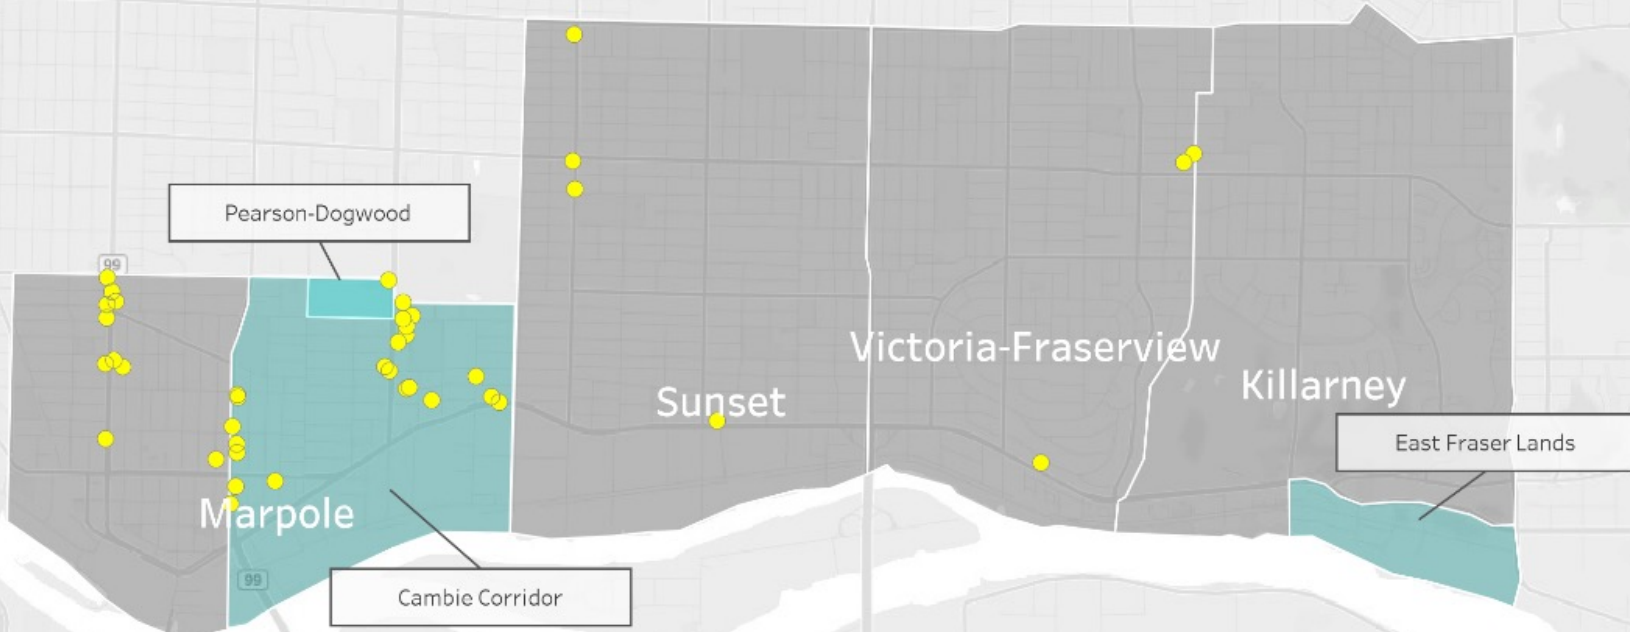 Pearson-Dogwood
99
Victoria-Fraserview
Killarney
Sunset
East Fraser Lands
Marpole
99
Cambie Corridor